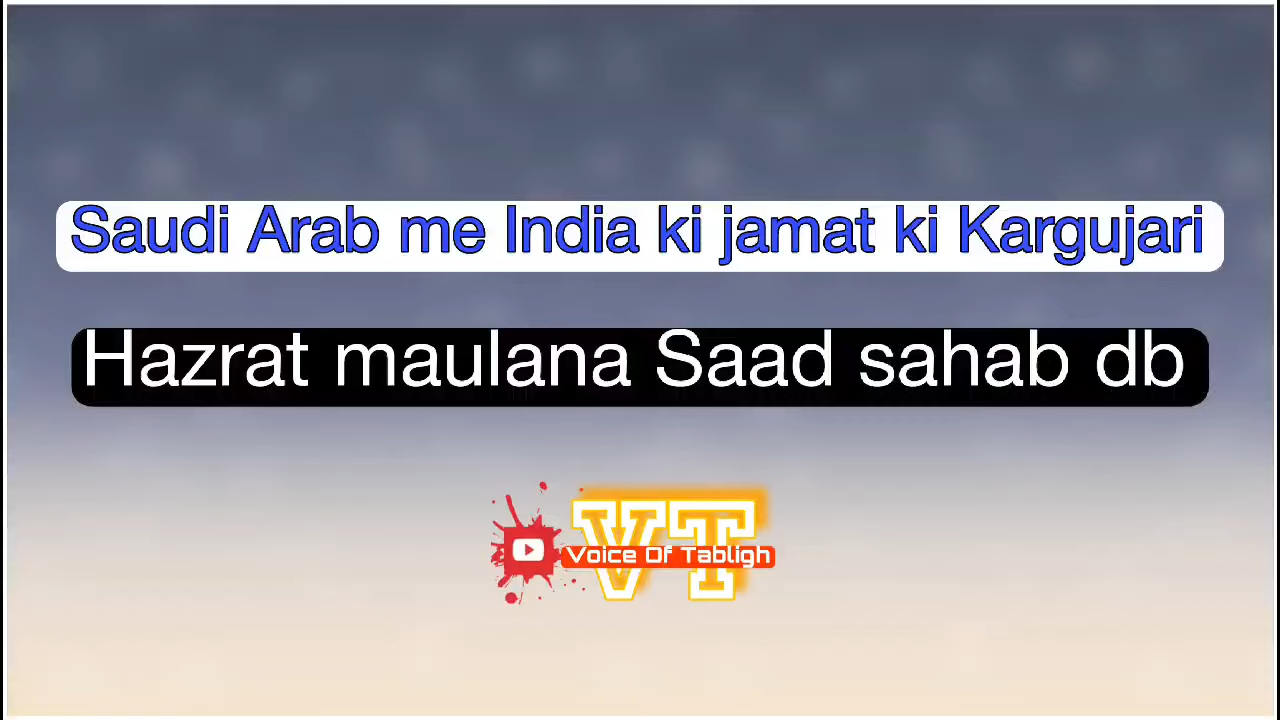 Saudi Arab me India ki jamat ki Kargujari
Hazrat maulana Saad sahab db
VT
Voice Of Tabligh